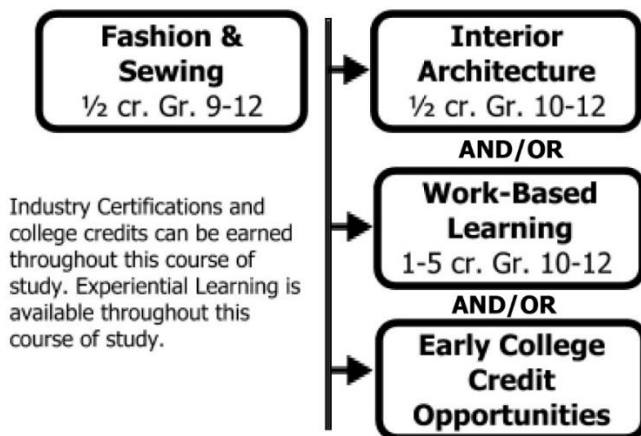 Fashion &
Sewing
½ cr. Gr. 9-12
Industry Certifications and
college credits can be earned
throughout this course of
study. Experiential Learning is
available throughout this
course of study.
Interior
Architecture
½ cr. Gr. 10-12
AND/OR
Work-Based
Learning
1-5 cr. Gr. 10-12
AND/OR
Early College
Credit
Opportunities